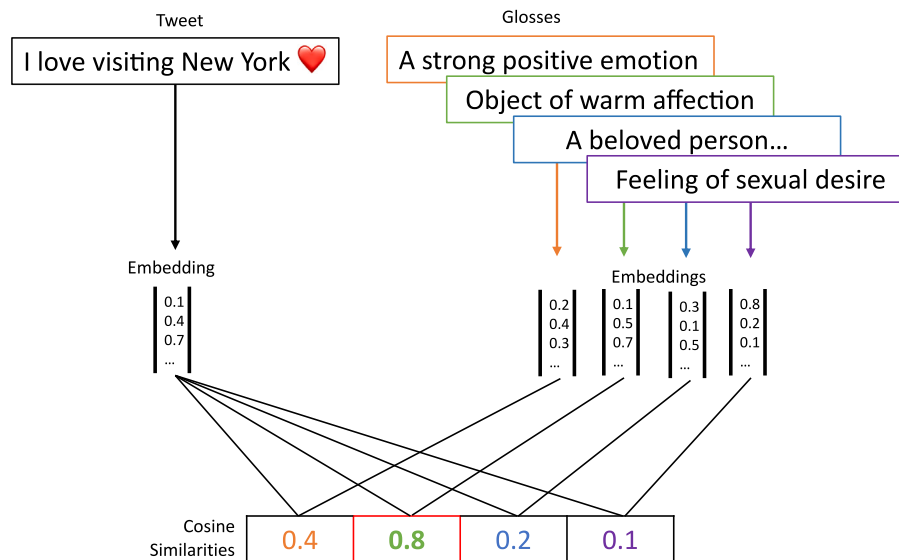 Tweet
Glosses
I love visiting New York ❤️
A strong positive emotion
Object of warm affection
A beloved person...
Feeling of sexual desire
Embedding
Embeddings
0.1
0.4
0.7
...
0.2
0.4
0.3
...
0.1
0.5
0.7
...
0.3
0.1
0.5
...
0.8
0.2
0.1
...
Cosine
Similarities
0.4 0.8 0.2 0.1